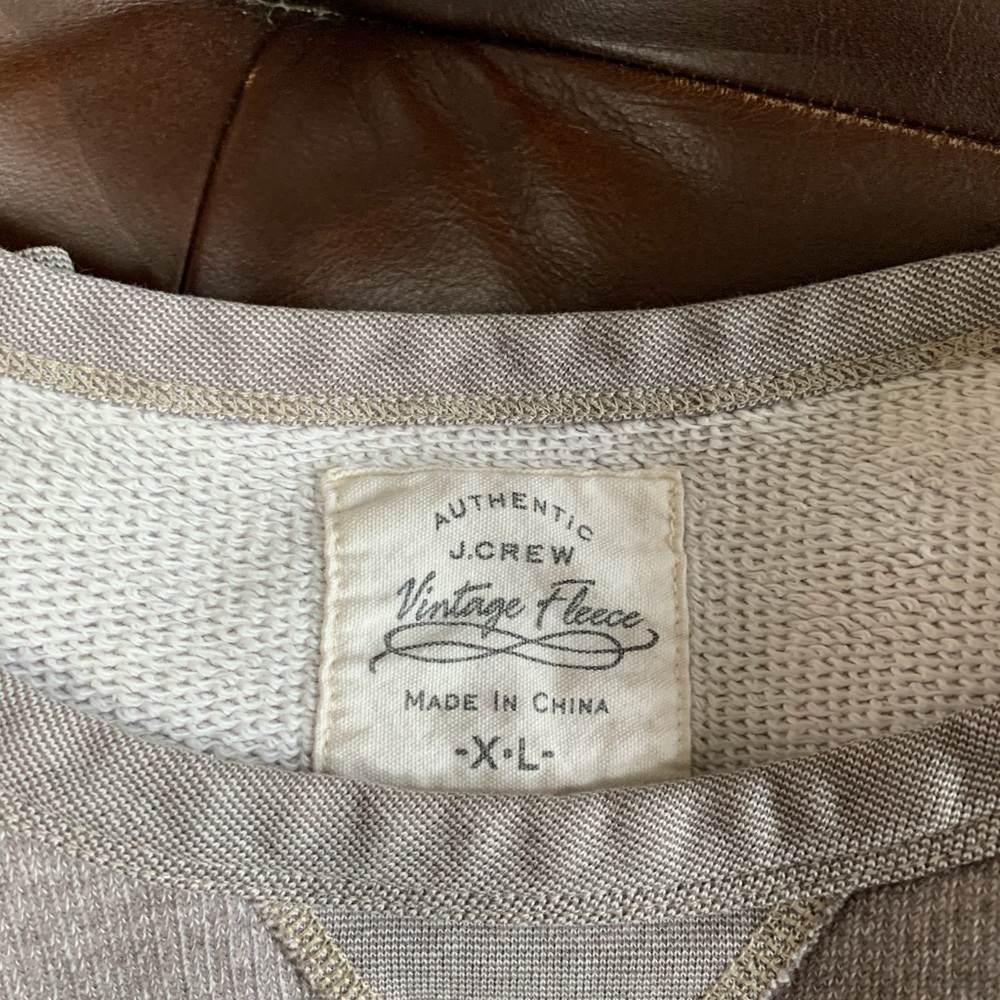 AUTHENTIC
J.CREW
Vintage Fleece
MADE IN CHINA
-X•L-